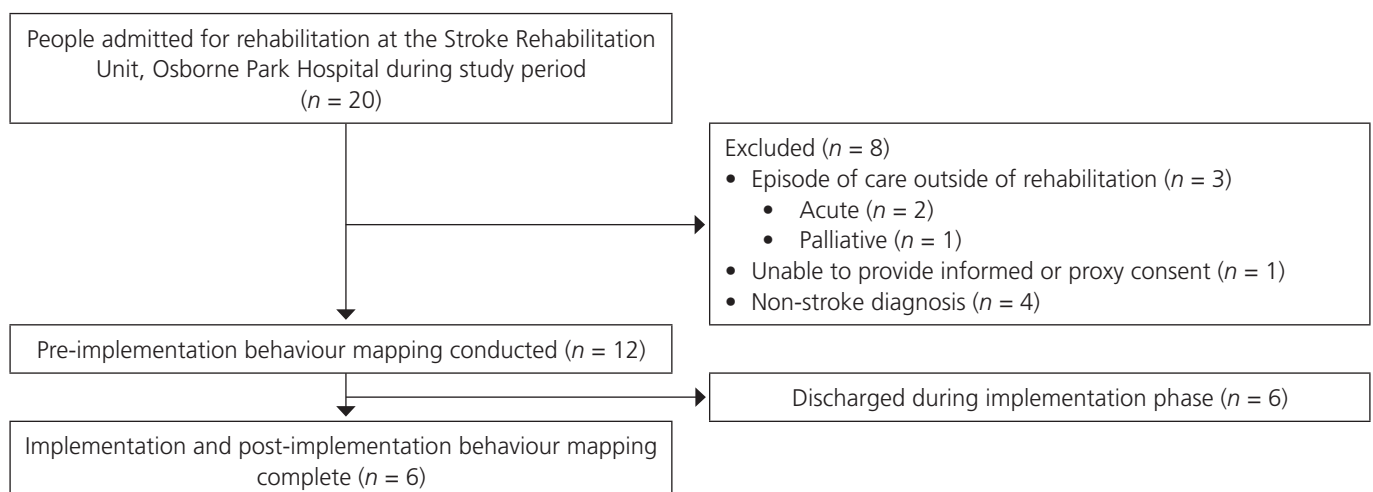 People admitted for rehabilitation at the Stroke Rehabilitation
Unit, Osborne Park Hospital during study period
(n = 20)
Excluded (n = 8)
• Episode of care outside of rehabilitation (n = 3)
• Acute (n = 2)
• Palliative (n = 1)
• Unable to provide informed or proxy consent (n = 1)
• Non-stroke diagnosis (n = 4)
Pre-implementation behaviour mapping conducted (n = 12)
Discharged during implementation phase (n = 6)
Implementation and post-implementation behaviour mapping
complete (n = 6)